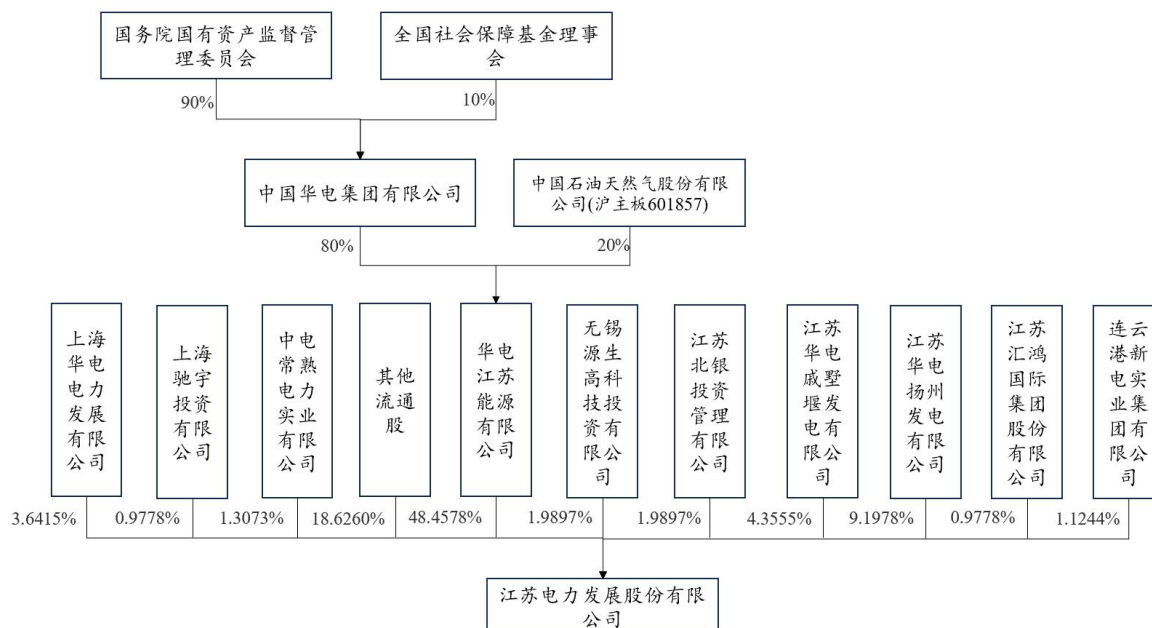 国务院国有资产监督管
理委员会
全国社会保障基金理事
会
90%
10%
中国华电集团有限公司
中国石油天然气股份有限
公司(沪主板601857)
80%
20%
上海
华电
电力
发展
有限
公司
上海
驰宇
投资
有限
公司
中电
常熟
电力
实业
有限
公司
其他
流通
股
华电
江苏
能源
有限
公司
无锡
源生
高科
技投
资有
限公
司
江苏
北银
投资
管理
有限
公司
江苏
华电
戚墅
堰发
电有
限公
司
江苏
华电
扬州
发电
有限
公司
江苏
汇鸿
国际
集团
股份
有限
公司
连云
港新
电实
业集
团有
限公
司
3.6415%
0.9778%
1.3073%
18.6260%
48.4578%
1.9897%
1.9897%
4.3555%
9.1978%
0.9778%
1.1244%
江苏电力发展股份有限
公司